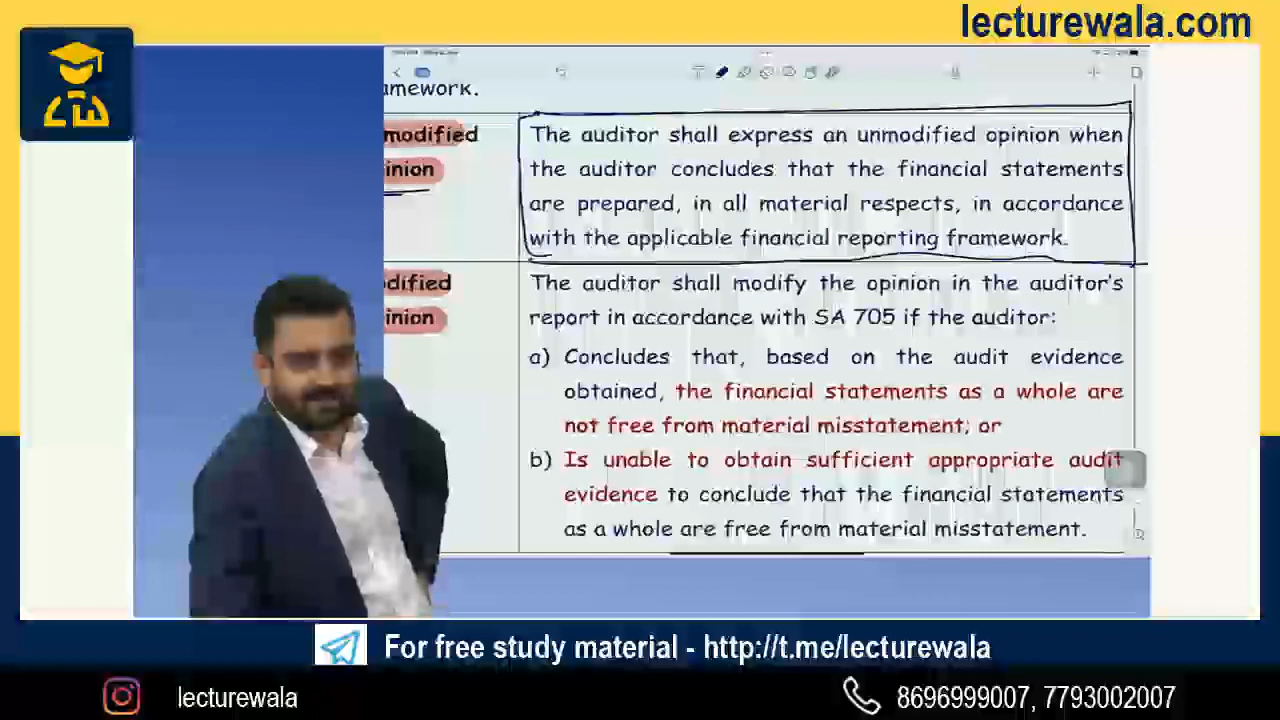 lecturewala.com
amework.
modified
inion
The auditor shall express an unmodified opinion when
the auditor concludes that the financial statements
are prepared, in all material respects, in accordance
with the applicable financial reporting framework.
dified
inion
The auditor shall modify the opinion in the auditor's
report in accordance with SA 705 if the auditor:
a) Concludes that, based on the audit evidence
obtained, the financial statements as a whole are
not free from material misstatement; or
b) Is unable to obtain sufficient appropriate audit
evidence to conclude that the financial statements
as a whole are free from material misstatement.
For free study material - http://t.me/lecturewala
lecturewala
8696999007, 7793002007